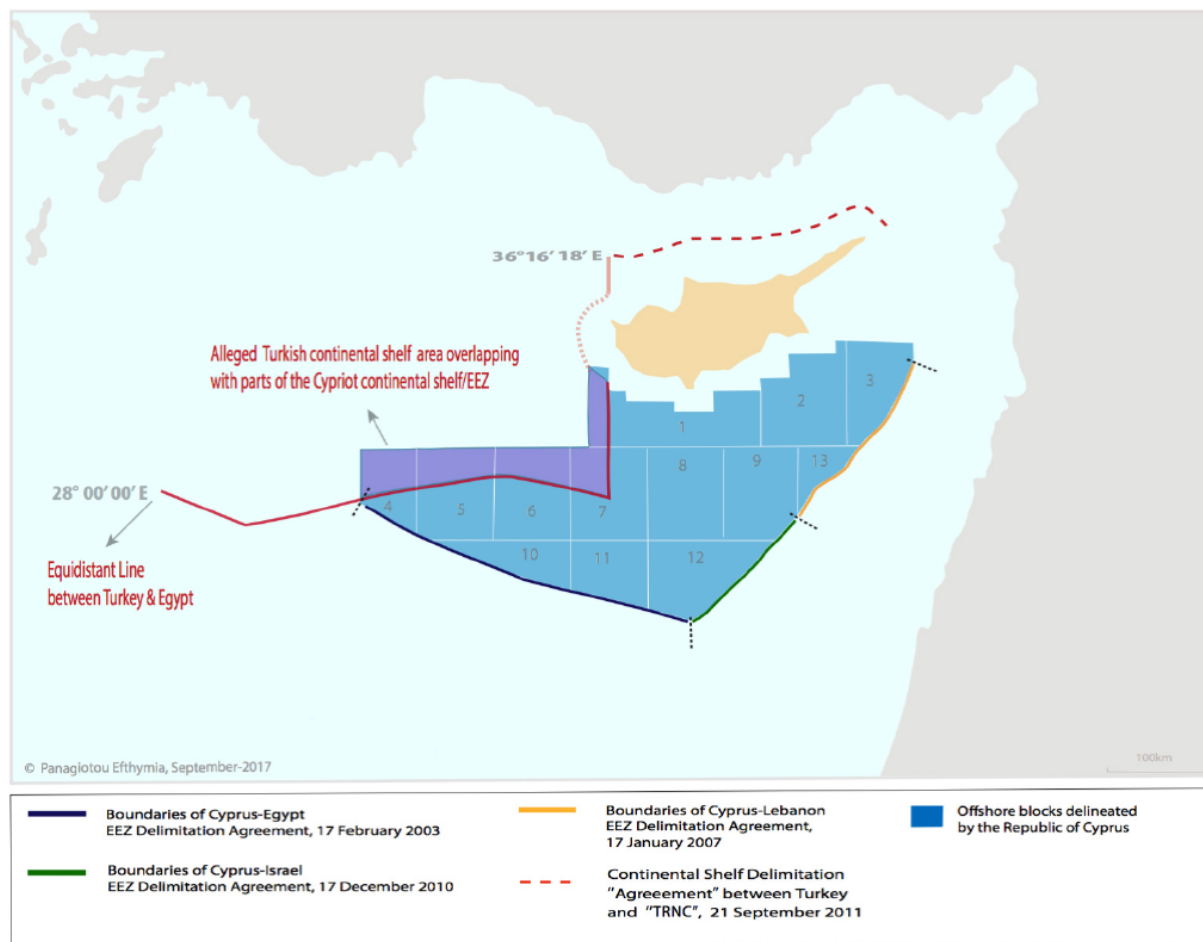 36°16′ 18′ E
Alleged Turkish continental shelf area overlapping
with parts of the Cypriot continental shelf/EEZ
28° 00′ 00′ E
Equidistant Line
between Turkey & Egypt
1
2
3
4
5
6
7
8
9
13
10
11
12
© Panagiotou Efthymia, September-2017
100km
Boundaries of Cyprus-Egypt
EEZ Delimitation Agreement, 17 February 2003
Boundaries of Cyprus-Israel
EEZ Delimitation Agreement, 17 December 2010
Boundaries of Cyprus-Lebanon
EEZ Delimitation Agreement,
17 January 2007
Continental Shelf Delimitation
"Agreeement" between Turkey
and "TRNC", 21 September 2011
Offshore blocks delineated
by the Republic of Cyprus